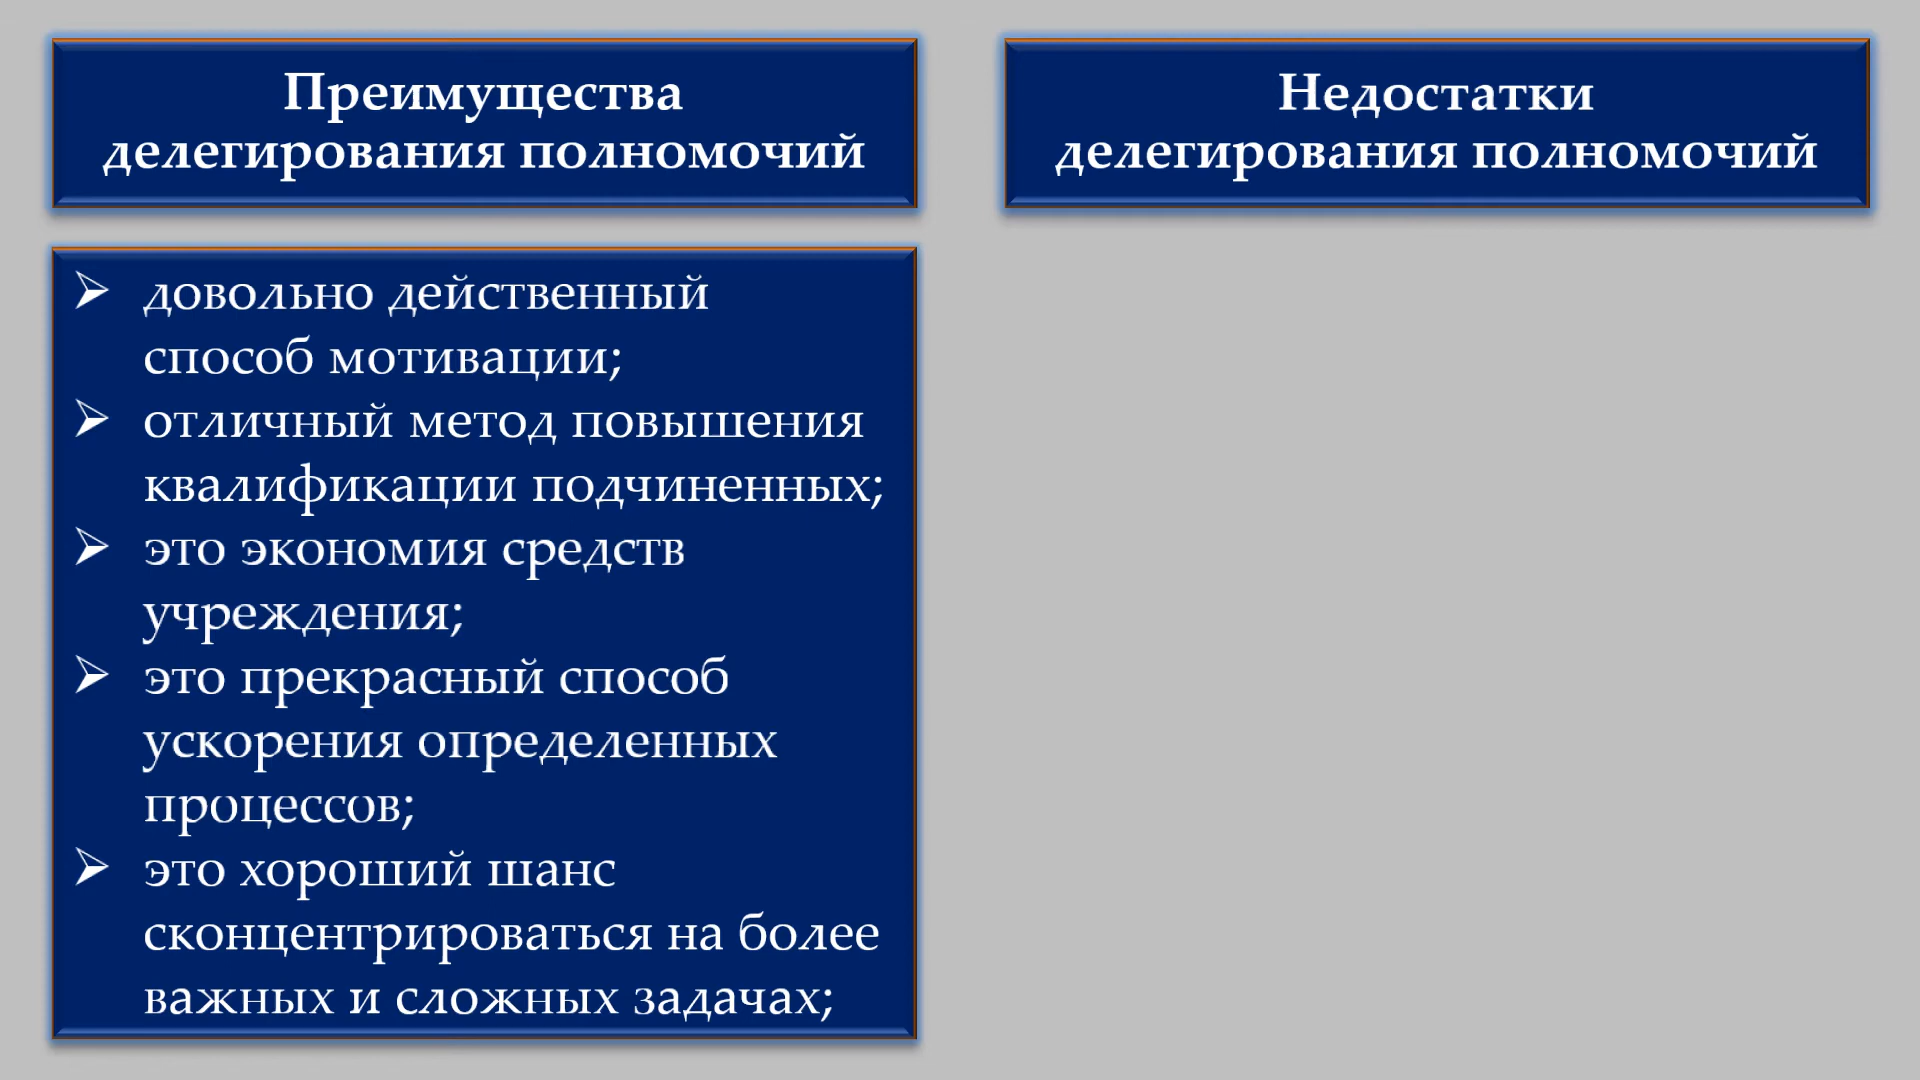 Преимущества
делегирования полномочий
Недостатки
делегирования полномочий
довольно действенный
способ мотивации;
отличный метод повышения
квалификации подчиненных;
это экономия средств
учреждения;
это прекрасный способ
ускорения определенных
процессов;
это хороший шанс
сконцентрироваться на более
важных и сложных задачах;